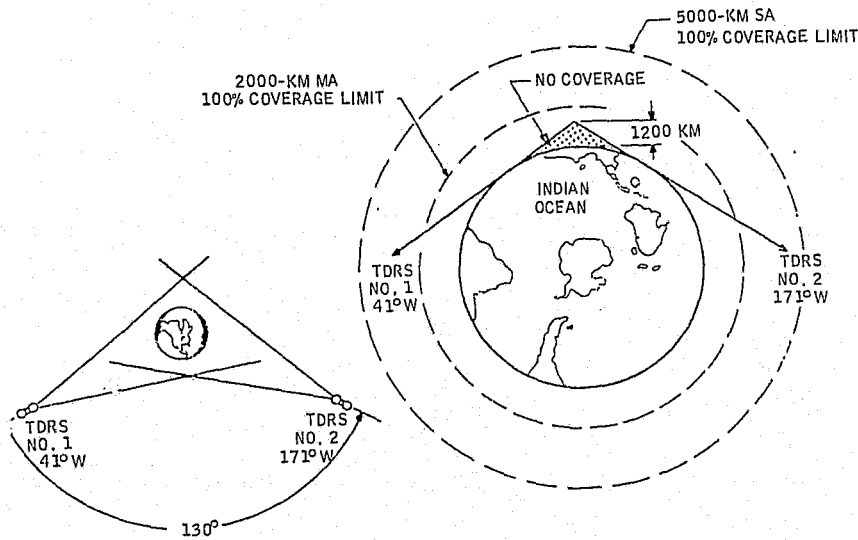 5000-KM SA
100% COVERAGE LIMIT
2000-KM MA
100% COVERAGE LIMIT
NO COVERAGE
1200 KM
INDIAN
OCEAN
TDRS
NO. 1
41°W
TDRS
NO. 2
171°W
TDRS
NO. 1
41°W
TDRS
NO. 2
171°W
130°